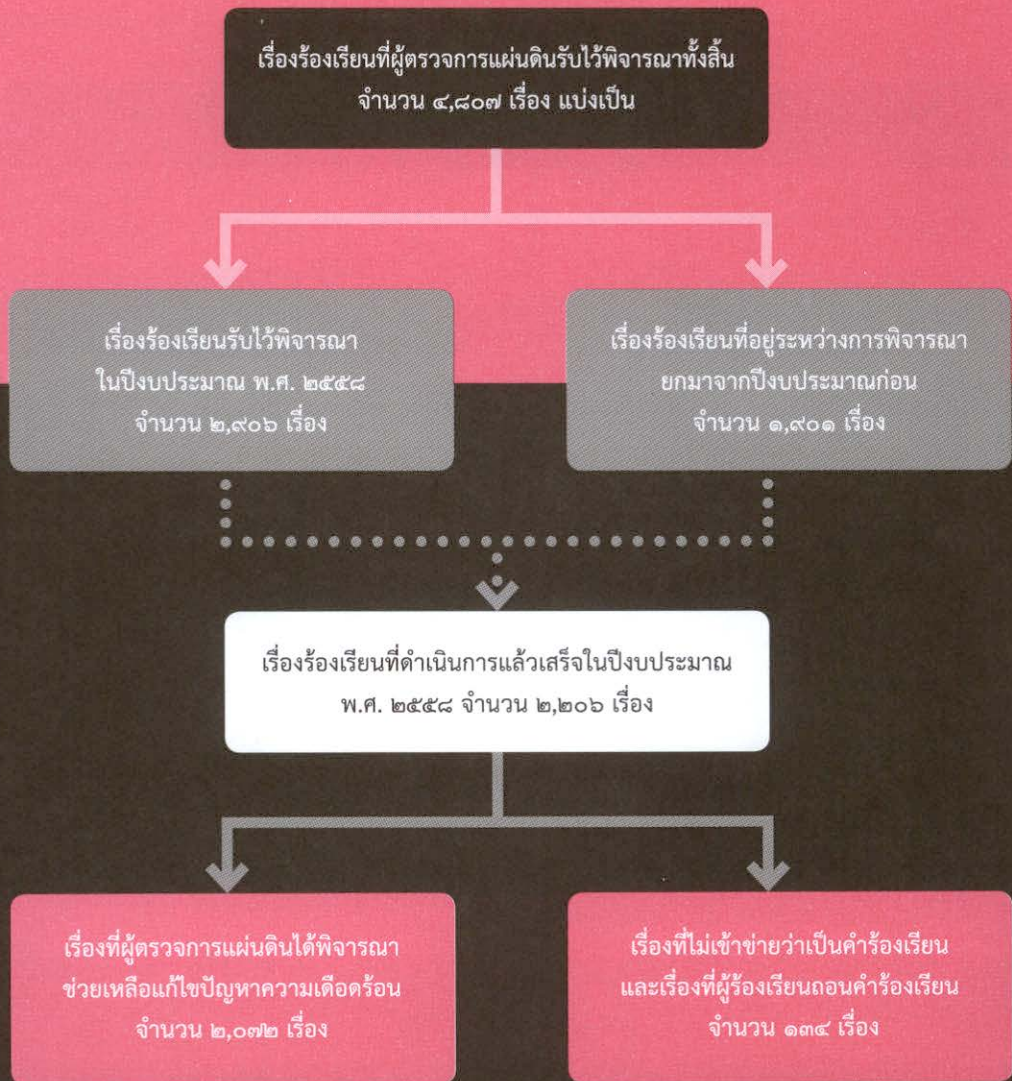 เรื่องร้องเรียนที่ผู้ตรวจการแผ่นดินรับไว้พิจารณาทั้งสิ้น
จำนวน ๔,๘๐๗ เรื่อง แบ่งเป็น
เรื่องร้องเรียนรับไว้พิจารณา
ในปีงบประมาณ พ.ศ. ๒๕๕๘
จำนวน ๒,๙๐๖ เรื่อง
เรื่องร้องเรียนที่อยู่ระหว่างการพิจารณา
ยกมาจากปีงบประมาณก่อน
จำนวน ๑,๙๐๑ เรื่อง
เรื่องร้องเรียนที่ดำเนินการแล้วเสร็จในปีงบประมาณ
พ.ศ. ๒๕๕๘ จำนวน ๒,๒๐๖ เรื่อง
เรื่องที่ผู้ตรวจการแผ่นดินได้พิจารณา
ช่วยเหลือแก้ไขปัญหาความเดือดร้อน
จำนวน ๒,๐๗๒ เรื่อง
เรื่องที่ไม่เข้าข่ายว่าเป็นคำร้องเรียน
และเรื่องที่ผู้ร้องเรียนถอนคำร้องเรียน
จำนวน ๑๓๔ เรื่อง